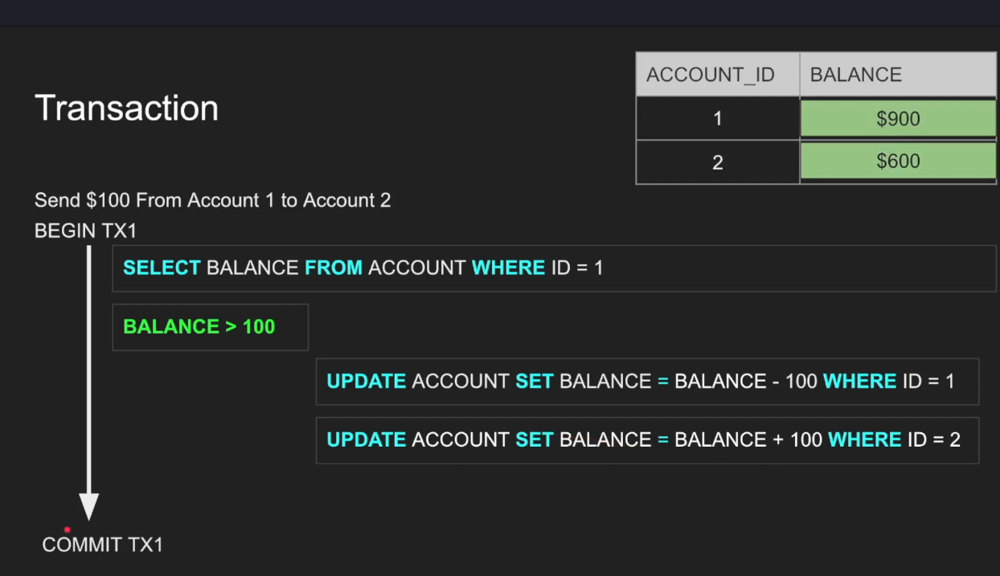 ACCOUNT_ID BALANCE
1 $900
2 $600
Transaction
Send $100 From Account 1 to Account 2
BEGIN TX1
SELECT BALANCE FROM ACCOUNT WHERE ID = 1
BALANCE > 100
UPDATE ACCOUNT SET BALANCE = BALANCE - 100 WHERE ID = 1
UPDATE ACCOUNT SET BALANCE = BALANCE + 100 WHERE ID = 2
COMMIT TX1